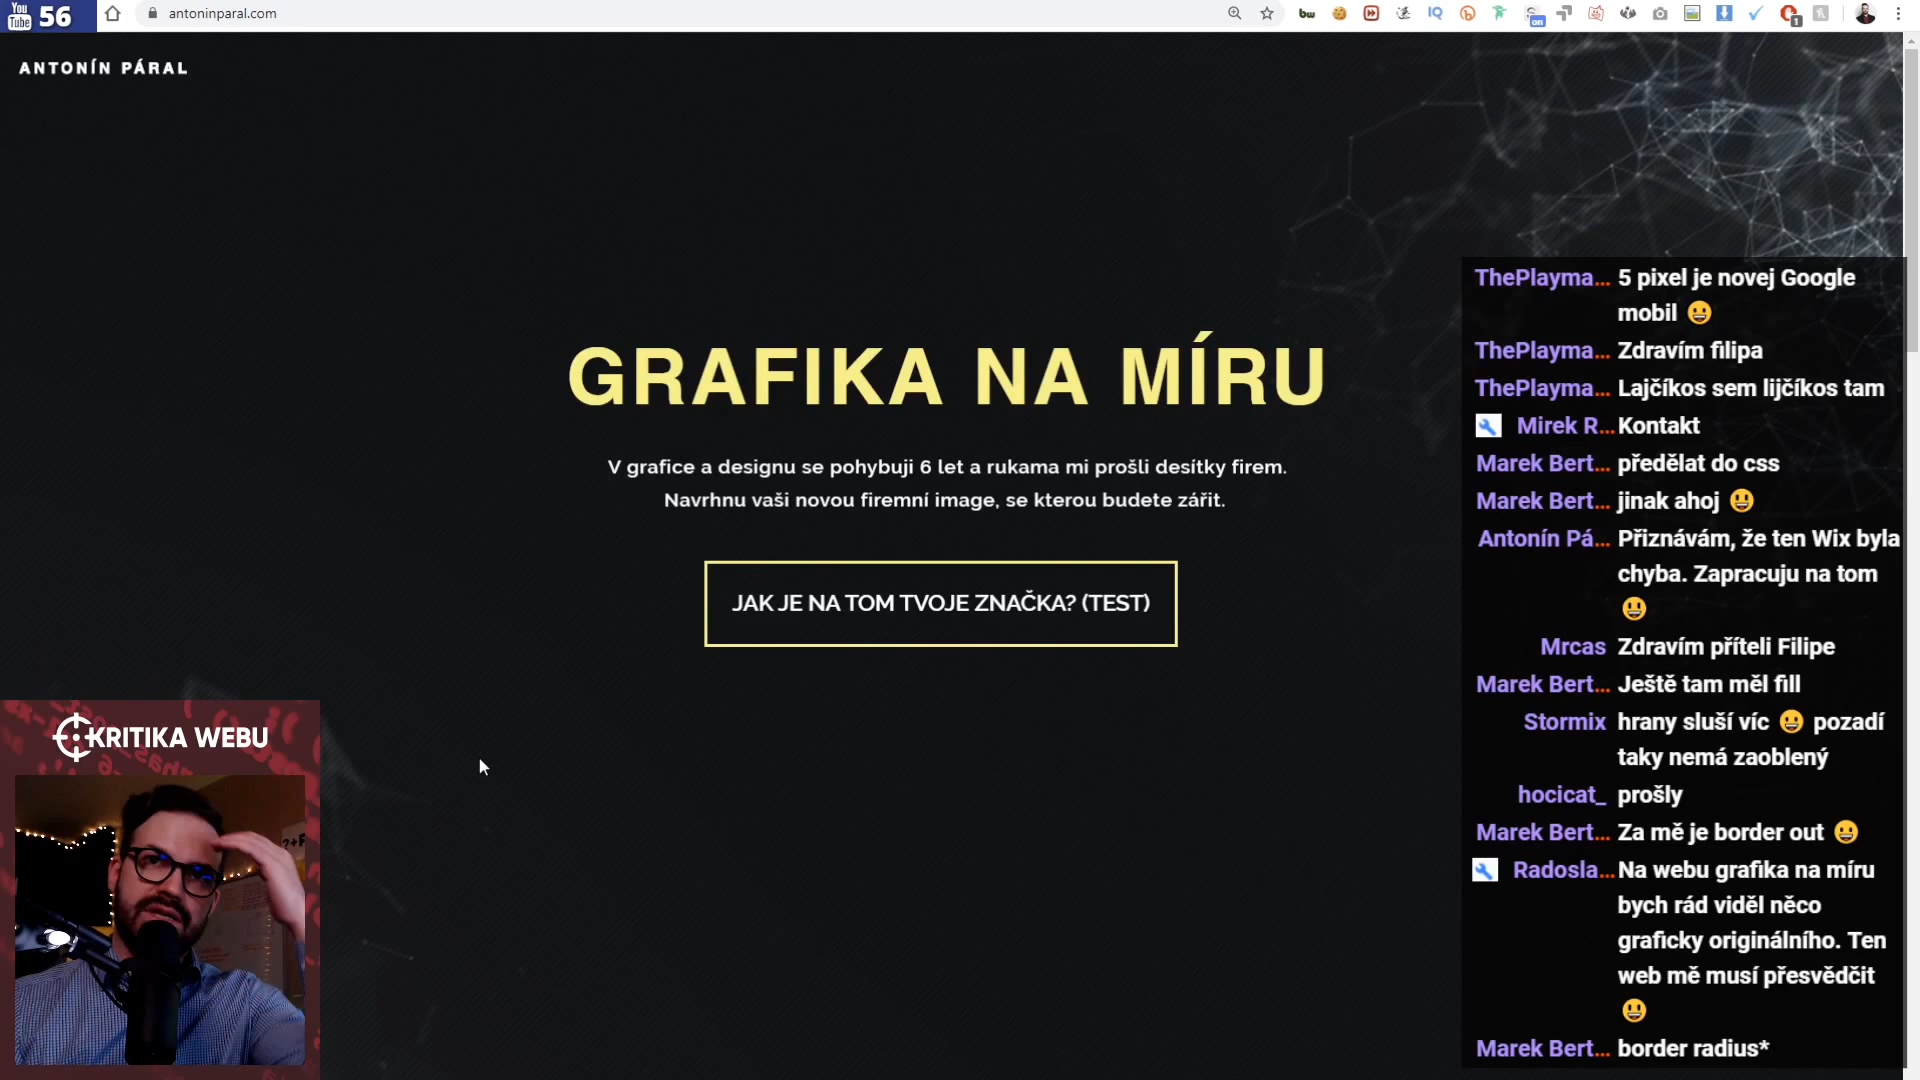 You
Tube 56
antoninparal.com
ANTONÍN PÁRAL
GRAFIKA NA MÍRU
V grafice a designu se pohybuji 6 let a rukama mi prošli desítky firem.
Navrhnu vaši novou firemní image, se kterou budete zářit.
JAK JE NA TOM TVOJE ZNAČKA? (TEST)
KRITIKA WEBU
ThePlayma... 5 pixel je novej Google
mobil 😀
ThePlayma... Zdravím filipa
ThePlayma... Lajčíkos sem lijčíkos tam
Mirek R... Kontakt
Marek Bert... předělat do css
Marek Bert... jinak ahoj 😀
Antonín Pá... Přiznávám, že ten Wix byla
chyba. Zapracuju na tom
😀
Mrcas Zdravím příteli Filipe
Marek Bert... Ještě tam měl fill
Stormix hrany sluší víc 😀 pozadí
taky nemá zaoblený
hocicat_ prošly
Marek Bert... Za mě je border out 😀
Radosla... Na webu grafika na míru
bych rád viděl něco
graficky originálního. Ten
web mě musí přesvědčit
😀
Marek Bert... border radius*